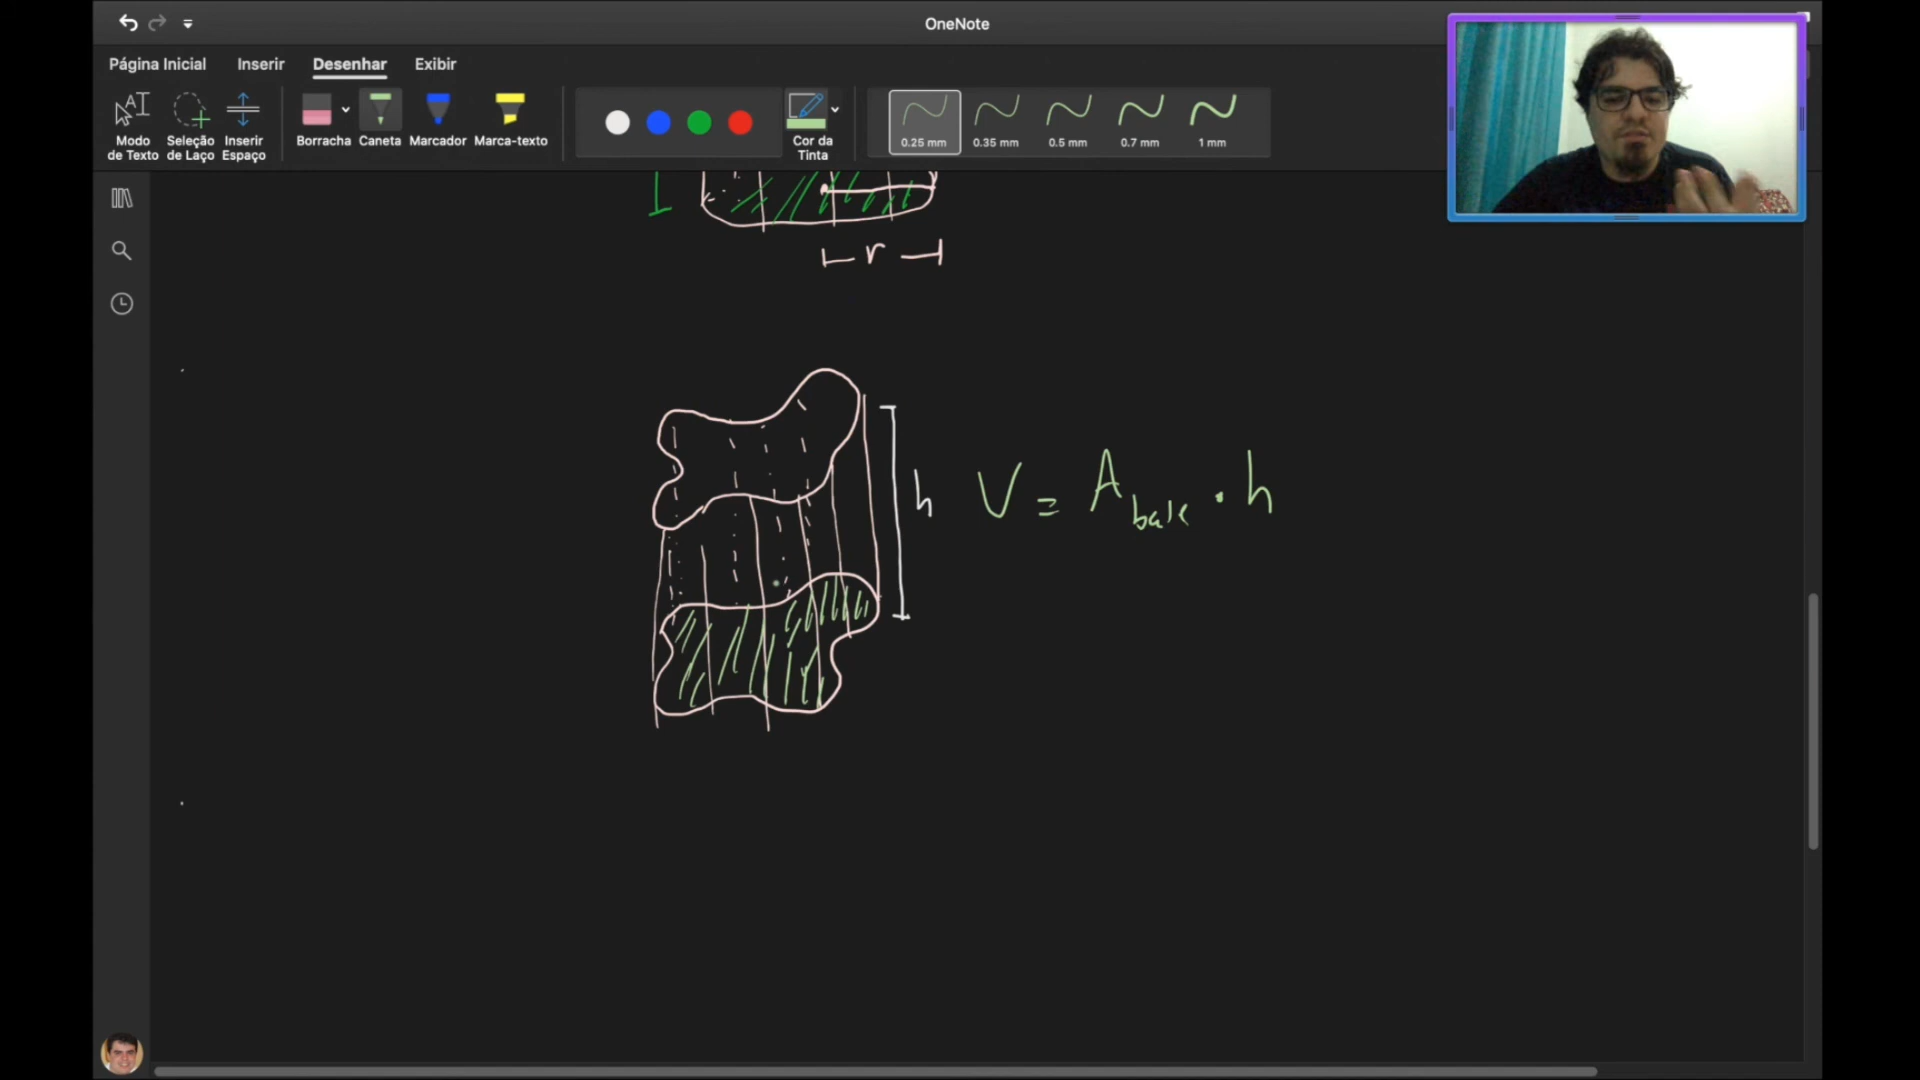 OneNote
Página Inicial Inserir Desenhar Exibir
Modo de Texto
Seleção de Laço
Inserir Espaço
Borracha
Caneta
Marcador
Marca-texto
Cor da Tinta
0.25 mm
0.35 mm
0.5 mm
0.7 mm
1 mm
r
h
V = A base · h